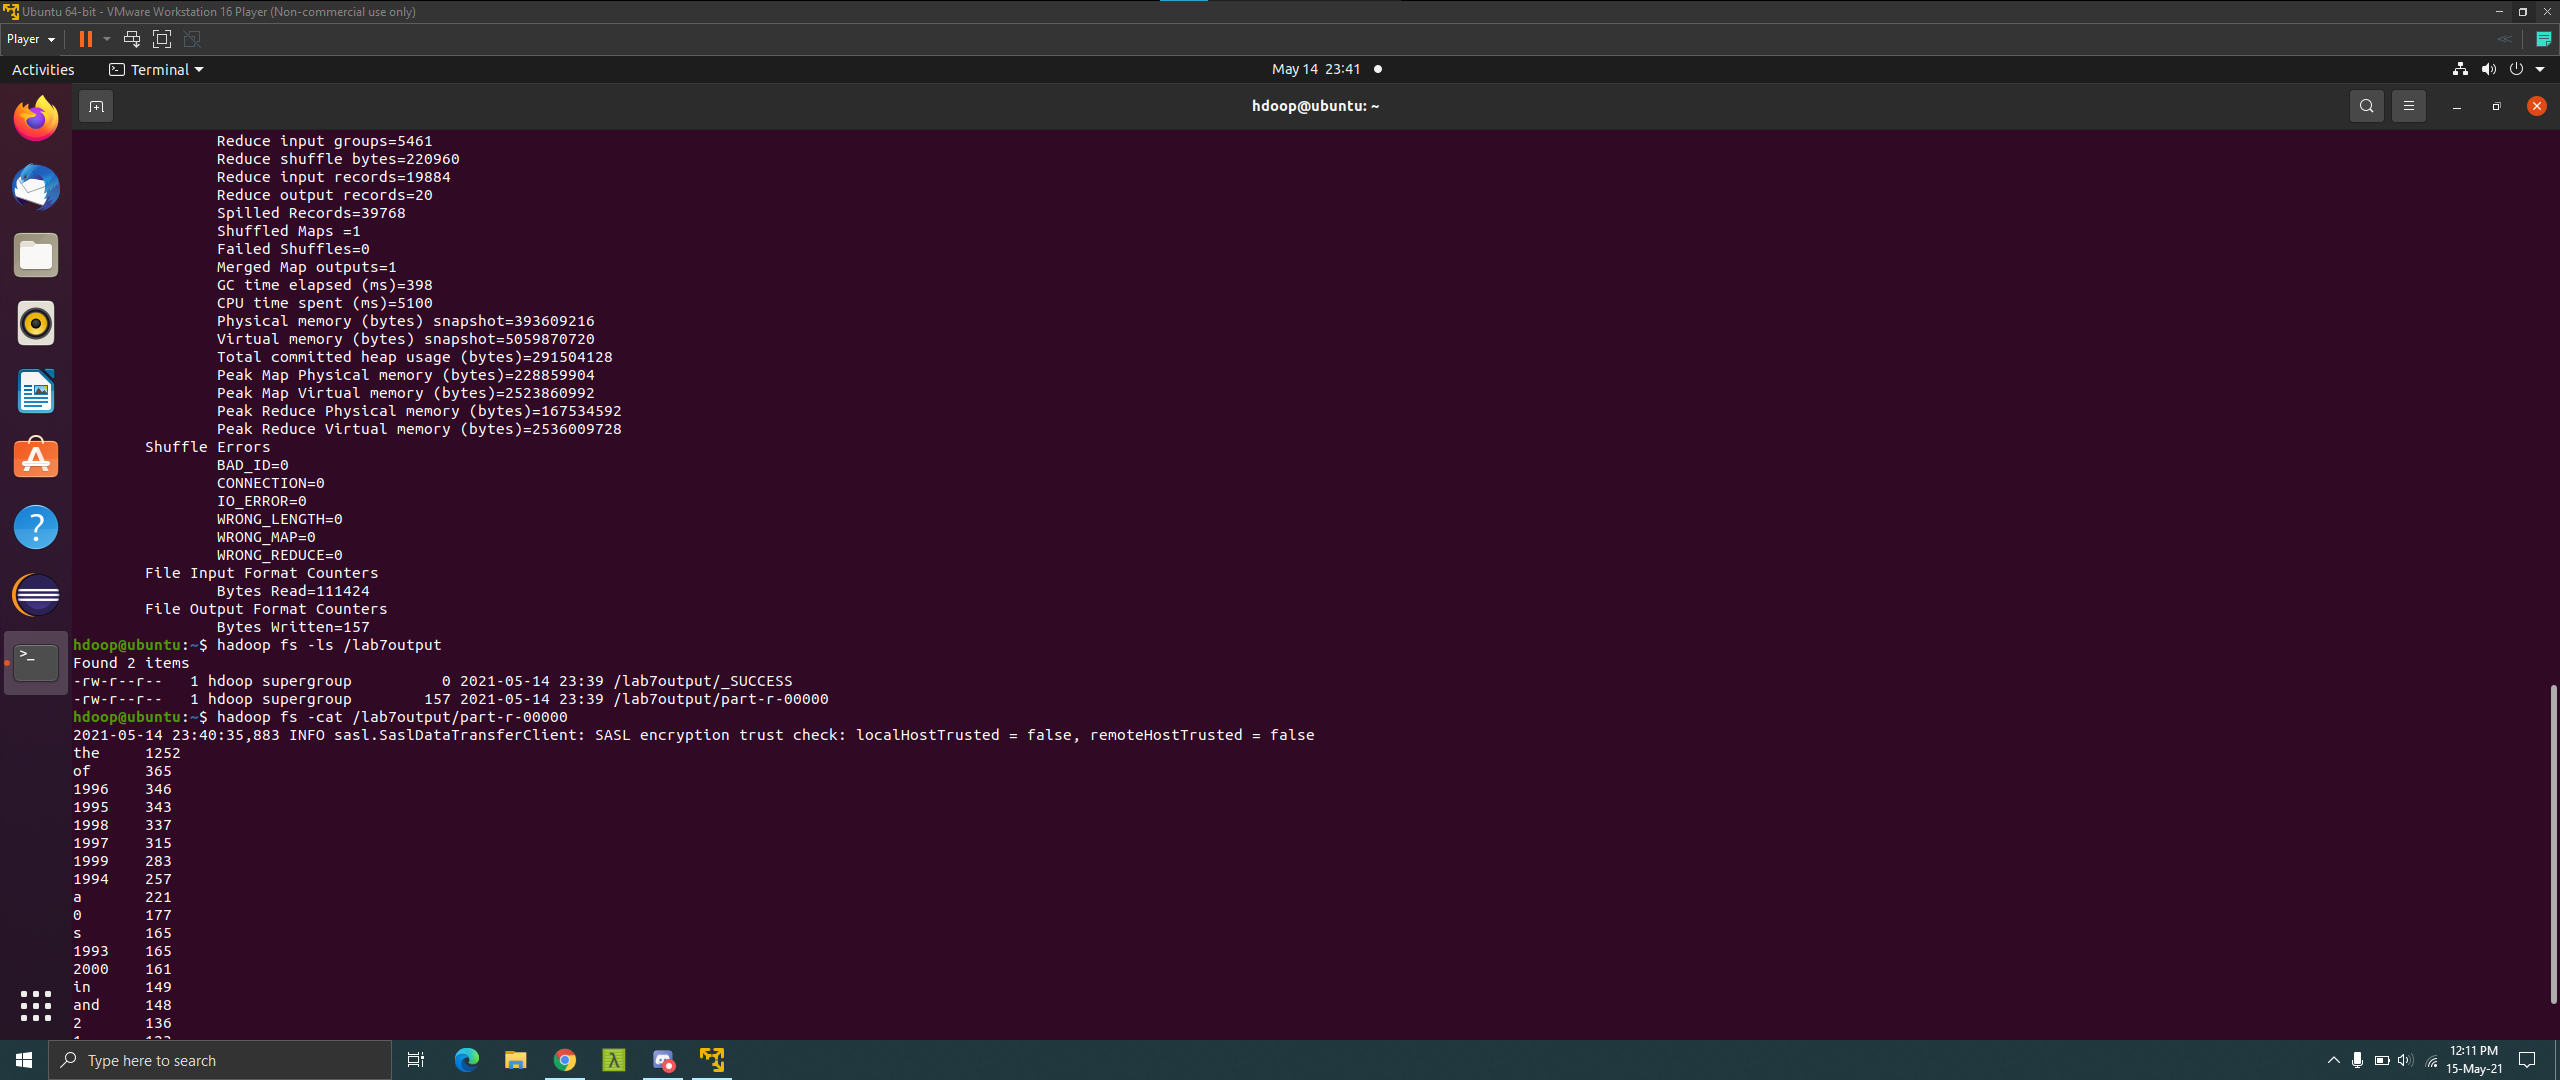 Ubuntu 64-bit - VMware Workstation 16 Player (Non-commercial use only)
Player
Activities
Terminal
May 14 23:41
hdoop@ubuntu: ~
Reduce input groups=5461
Reduce shuffle bytes=220960
Reduce input records=19884
Reduce output records=20
Spilled Records=39768
Shuffled Maps =1
Failed Shuffles=0
Merged Map outputs=1
GC time elapsed (ms)=398
CPU time spent (ms)=5100
Physical memory (bytes) snapshot=393609216
Virtual memory (bytes) snapshot=5059870720
Total committed heap usage (bytes)=291504128
Peak Map Physical memory (bytes)=228859904
Peak Map Virtual memory (bytes)=2523860992
Peak Reduce Physical memory (bytes)=167534592
Peak Reduce Virtual memory (bytes)=2536009728
Shuffle Errors
BAD_ID=0
CONNECTION=0
IO_ERROR=0
WRONG_LENGTH=0
WRONG_MAP=0
WRONG_REDUCE=0
File Input Format Counters
Bytes Read=111424
File Output Format Counters
Bytes Written=157
hdoop@ubuntu:~$ hadoop fs -ls /lab7output
Found 2 items
-rw-r--r-- 1 hdoop supergroup 0 2021-05-14 23:39 /lab7output/_SUCCESS
-rw-r--r-- 1 hdoop supergroup 157 2021-05-14 23:39 /lab7output/part-r-00000
hdoop@ubuntu:~$ hadoop fs -cat /lab7output/part-r-00000
2021-05-14 23:40:35,883 INFO sasl.SaslDataTransferClient: SASL encryption trust check: localHostTrusted = false, remoteHostTrusted = false
the 1252
of 365
1996 346
1995 343
1998 337
1997 315
1999 283
1994 257
a 221
0 177
s 165
1993 165
2000 161
in 149
and 148
2 136
Type here to search
12:11 PM
15-May-21